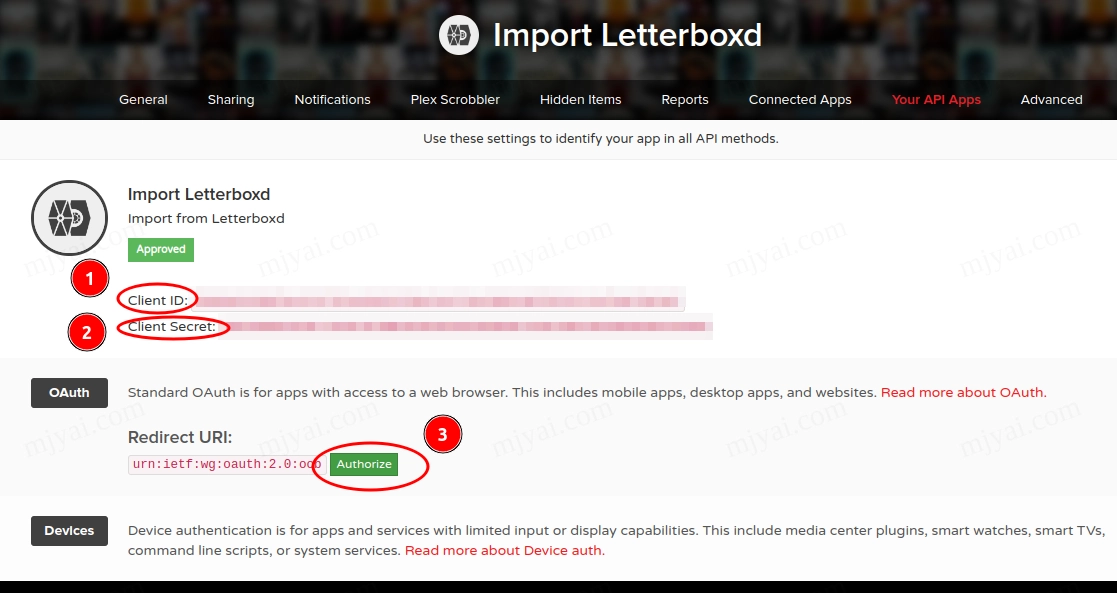 Import Letterboxd
General Sharing Notifications Plex Scrobbler Hidden Items Reports Connected Apps Your API Apps Advanced
Use these settings to identify your app in all API methods.
Import Letterboxd
Import from Letterboxd
Approved
1
Client ID:
2
Client Secret:
OAuth
Standard OAuth is for apps with access to a web browser. This includes mobile apps, desktop apps, and websites. Read more about OAuth.
Redirect URI:
3
urn:ietf:wg:oauth:2.0:oob Authorize
Devices
Device authentication is for apps and services with limited input or display capabilities. This include media center plugins, smart watches, smart TVs,
command line scripts, or system services. Read more about Device auth.
mjyai.com mjyai.com mjyai.com mjyai.com mjyai.com
mjyai.com mjyai.com mjyai.com mjyai.com mjyai.com